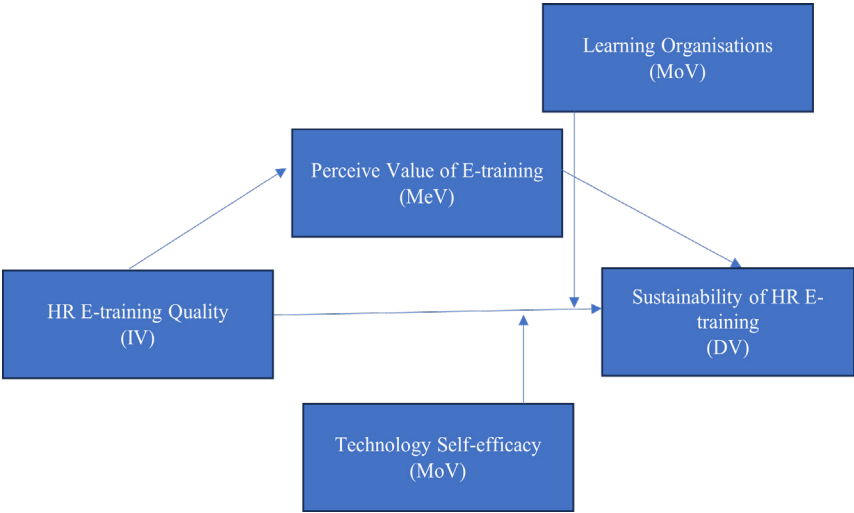 Learning Organisations
(MoV)
Perceive Value of E-training
(MeV)
HR E-training Quality
(IV)
Sustainability of HR E-
training
(DV)
Technology Self-efficacy
(MoV)